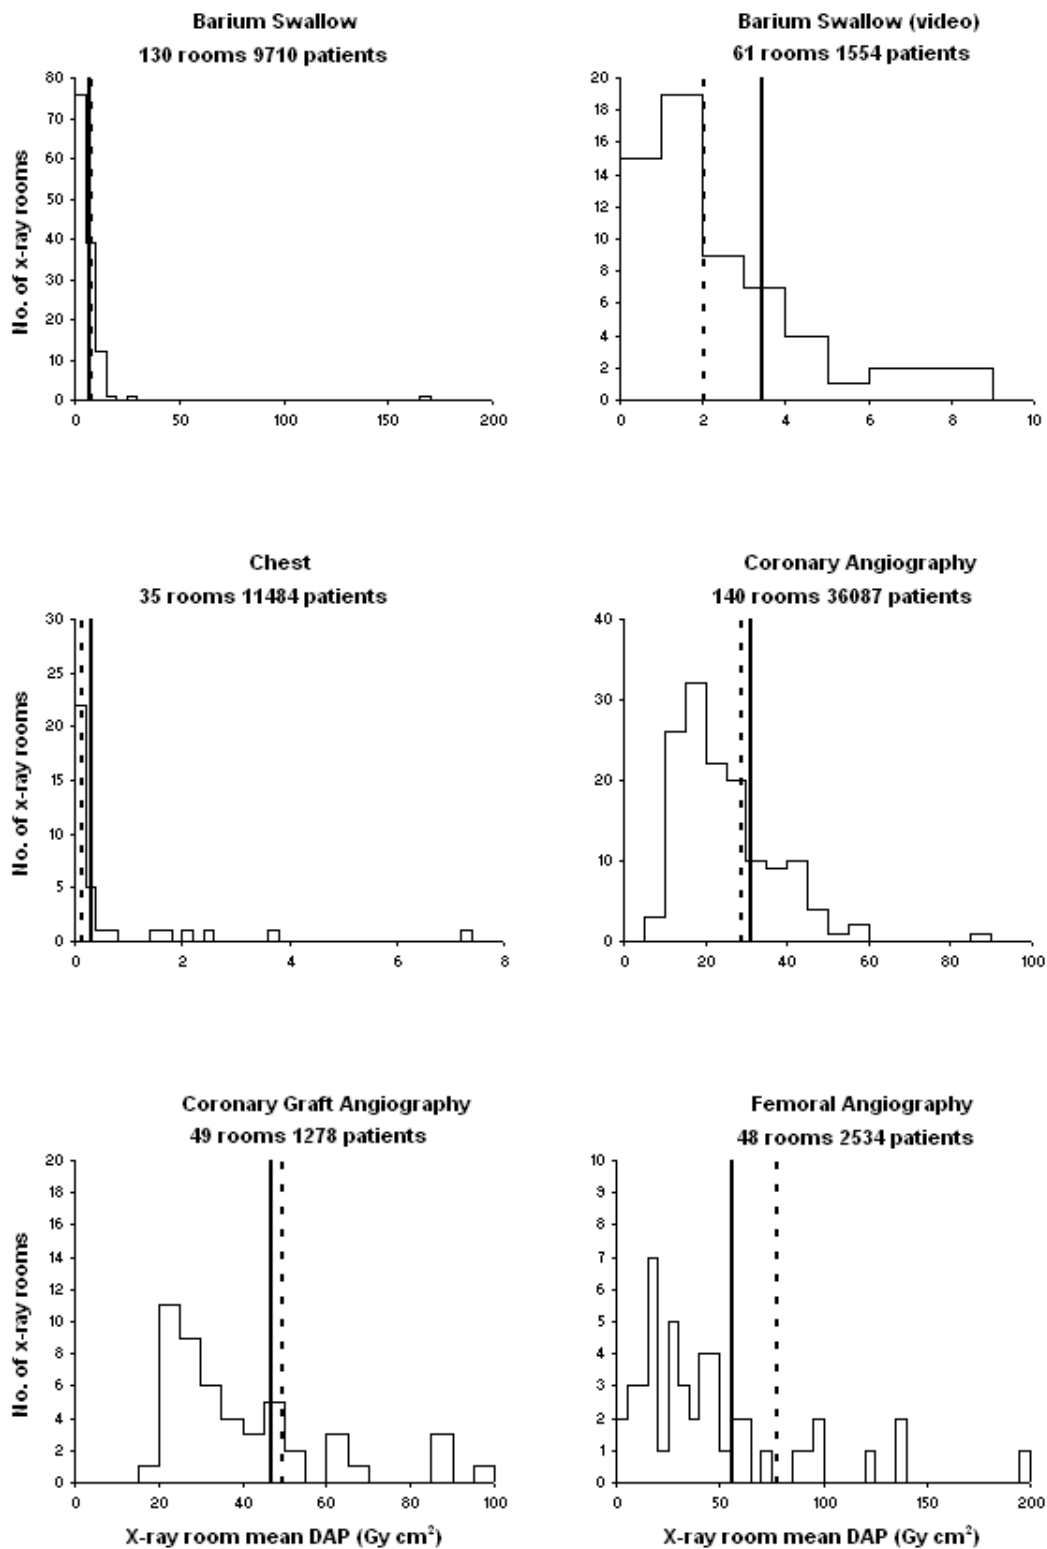 Barium Swallow
130 rooms 9710 patients
80
70
60
50
40
30
20
10
0
No. of x-ray rooms
0 50 100 150 200
Barium Swallow (video)
61 rooms 1554 patients
20
18
16
14
12
10
8
6
4
2
0
0 2 4 6 8 10
Chest
35 rooms 11484 patients
30
25
20
15
10
5
0
No. of x-ray rooms
0 2 4 6 8
Coronary Angiography
140 rooms 36087 patients
40
30
20
10
0
0 20 40 60 80 100
Coronary Graft Angiography
49 rooms 1278 patients
20
18
16
14
12
10
8
6
4
2
0
No. of x-ray rooms
0 20 40 60 80 100
X-ray room mean DAP (Gy cm²)
Femoral Angiography
48 rooms 2534 patients
10
9
8
7
6
5
4
3
2
1
0
0 50 100 150 200
X-ray room mean DAP (Gy cm²)